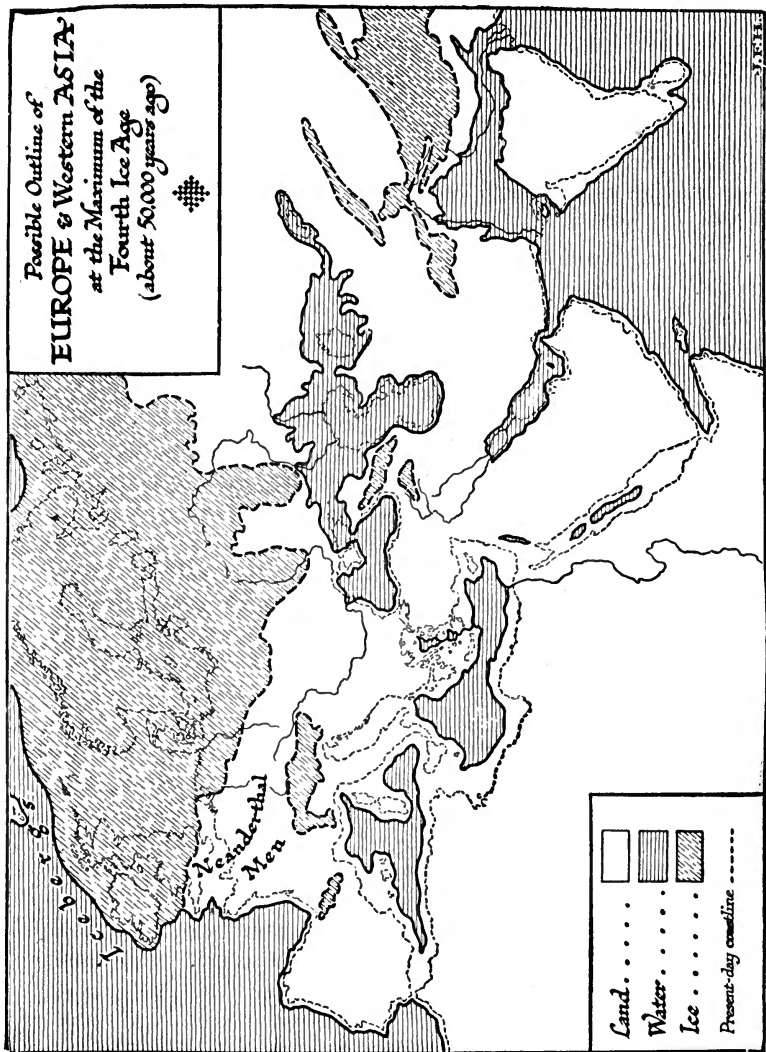 Possible Outline of
EUROPE & Western ASIA
at the Maximum of the
Fourth Ice Age
(about 50.000 years ago)
Icebergs
Neanderthal
Men
Land . . . . .
Water . . . . . .
Ice . . . . . . .
Present-day coastline
J.F.H.